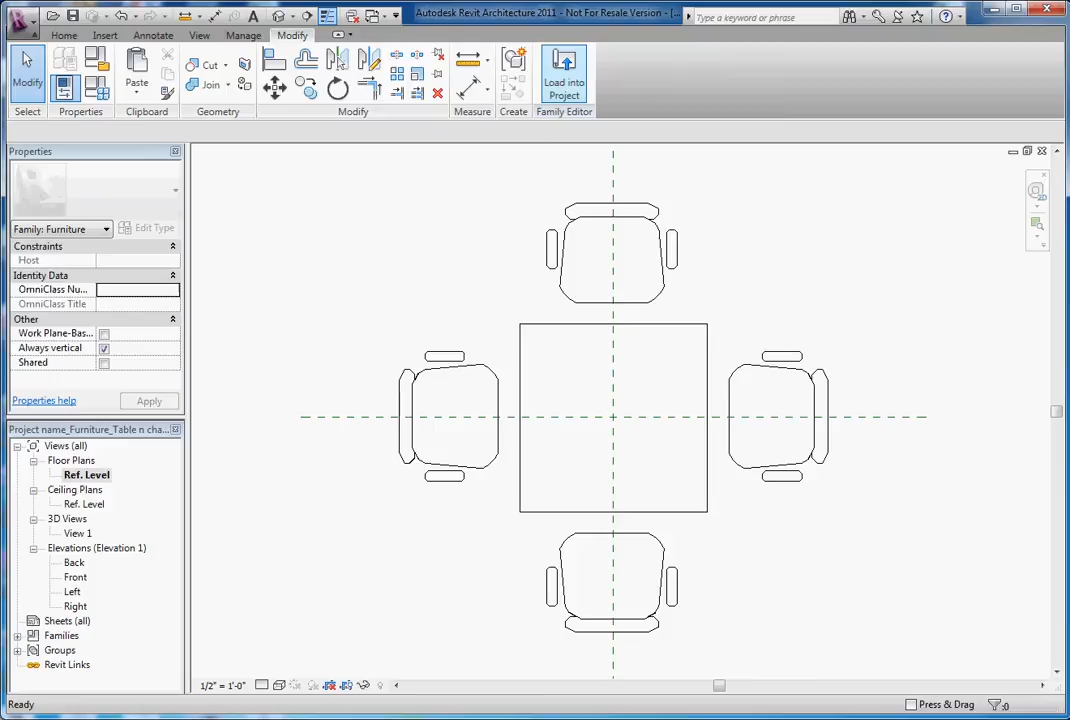 Autodesk Revit Architecture 2011 - Not For Resale Version - [...
Type a keyword or phrase
Home Insert Annotate View Manage Modify
Modify
Paste
Cut
Join
Load into
Project
Select Properties Clipboard Geometry Modify Measure Create Family Editor
Properties
Family: Furniture
Edit Type
Constraints
Host
Identity Data
OmniClass Nu...
OmniClass Title
Other
Work Plane-Bas...
Always vertical
Shared
Properties help
Apply
Project name_Furniture_Table n cha...
Views (all)
Floor Plans
Ref. Level
Ceiling Plans
Ref. Level
3D Views
View 1
Elevations (Elevation 1)
Back
Front
Left
Right
Sheets (all)
Families
Groups
Revit Links
1/2" = 1'-0"
Ready
Press & Drag
:0
2D